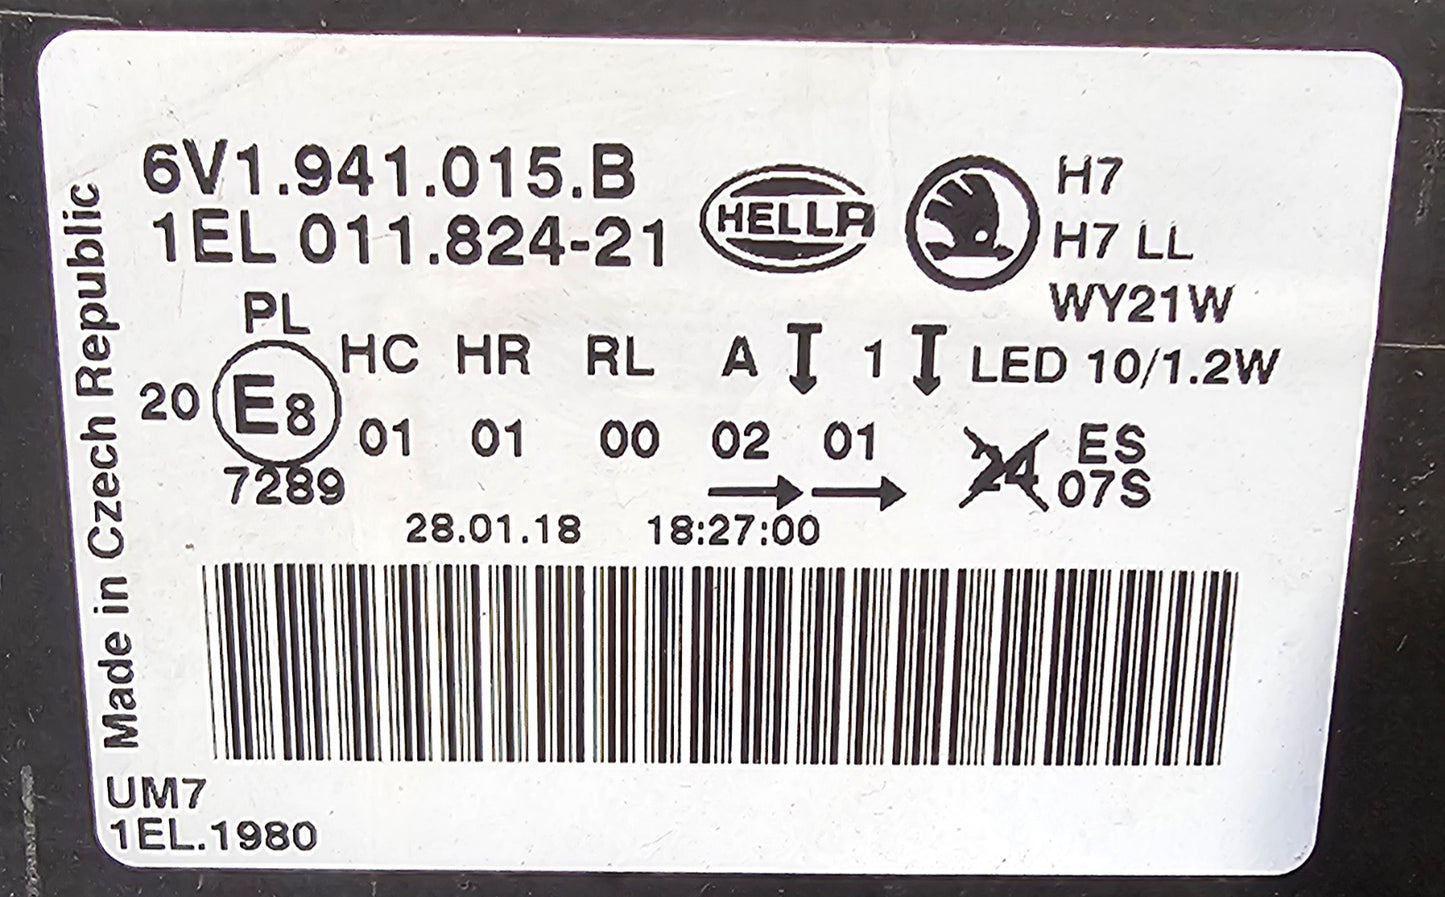 6V1.941.015.B
1EL 011.824-21
HELLA
H7
H7 LL
WY21W
LED 10/1.2W
PL
HC HR RL A 1
20 E8 01 01 00 02 01
7289
24 ES
07S
28.01.18 18:27:00
Made in Czech Republic
UM7
1EL.1980